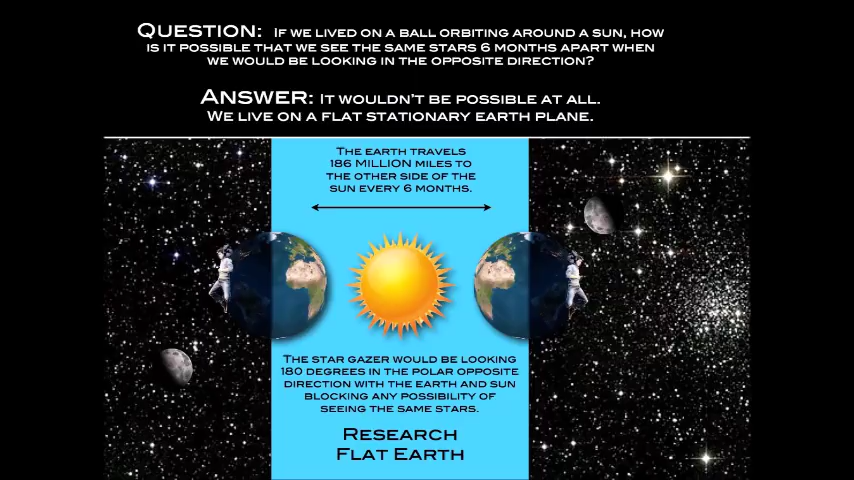 QUESTION: IF WE LIVED ON A BALL ORBITING AROUND A SUN, HOW
IS IT POSSIBLE THAT WE SEE THE SAME STARS 6 MONTHS APART WHEN
WE WOULD BE LOOKING IN THE OPPOSITE DIRECTION?
ANSWER: IT WOULDN'T BE POSSIBLE AT ALL.
WE LIVE ON A FLAT STATIONARY EARTH PLANE.
THE EARTH TRAVELS
186 MILLION MILES TO
THE OTHER SIDE OF THE
SUN EVERY 6 MONTHS.
THE STAR GAZER WOULD BE LOOKING
180 DEGREES IN THE POLAR OPPOSITE
DIRECTION WITH THE EARTH AND SUN
BLOCKING ANY POSSIBILITY OF
SEEING THE SAME STARS.
RESEARCH
FLAT EARTH